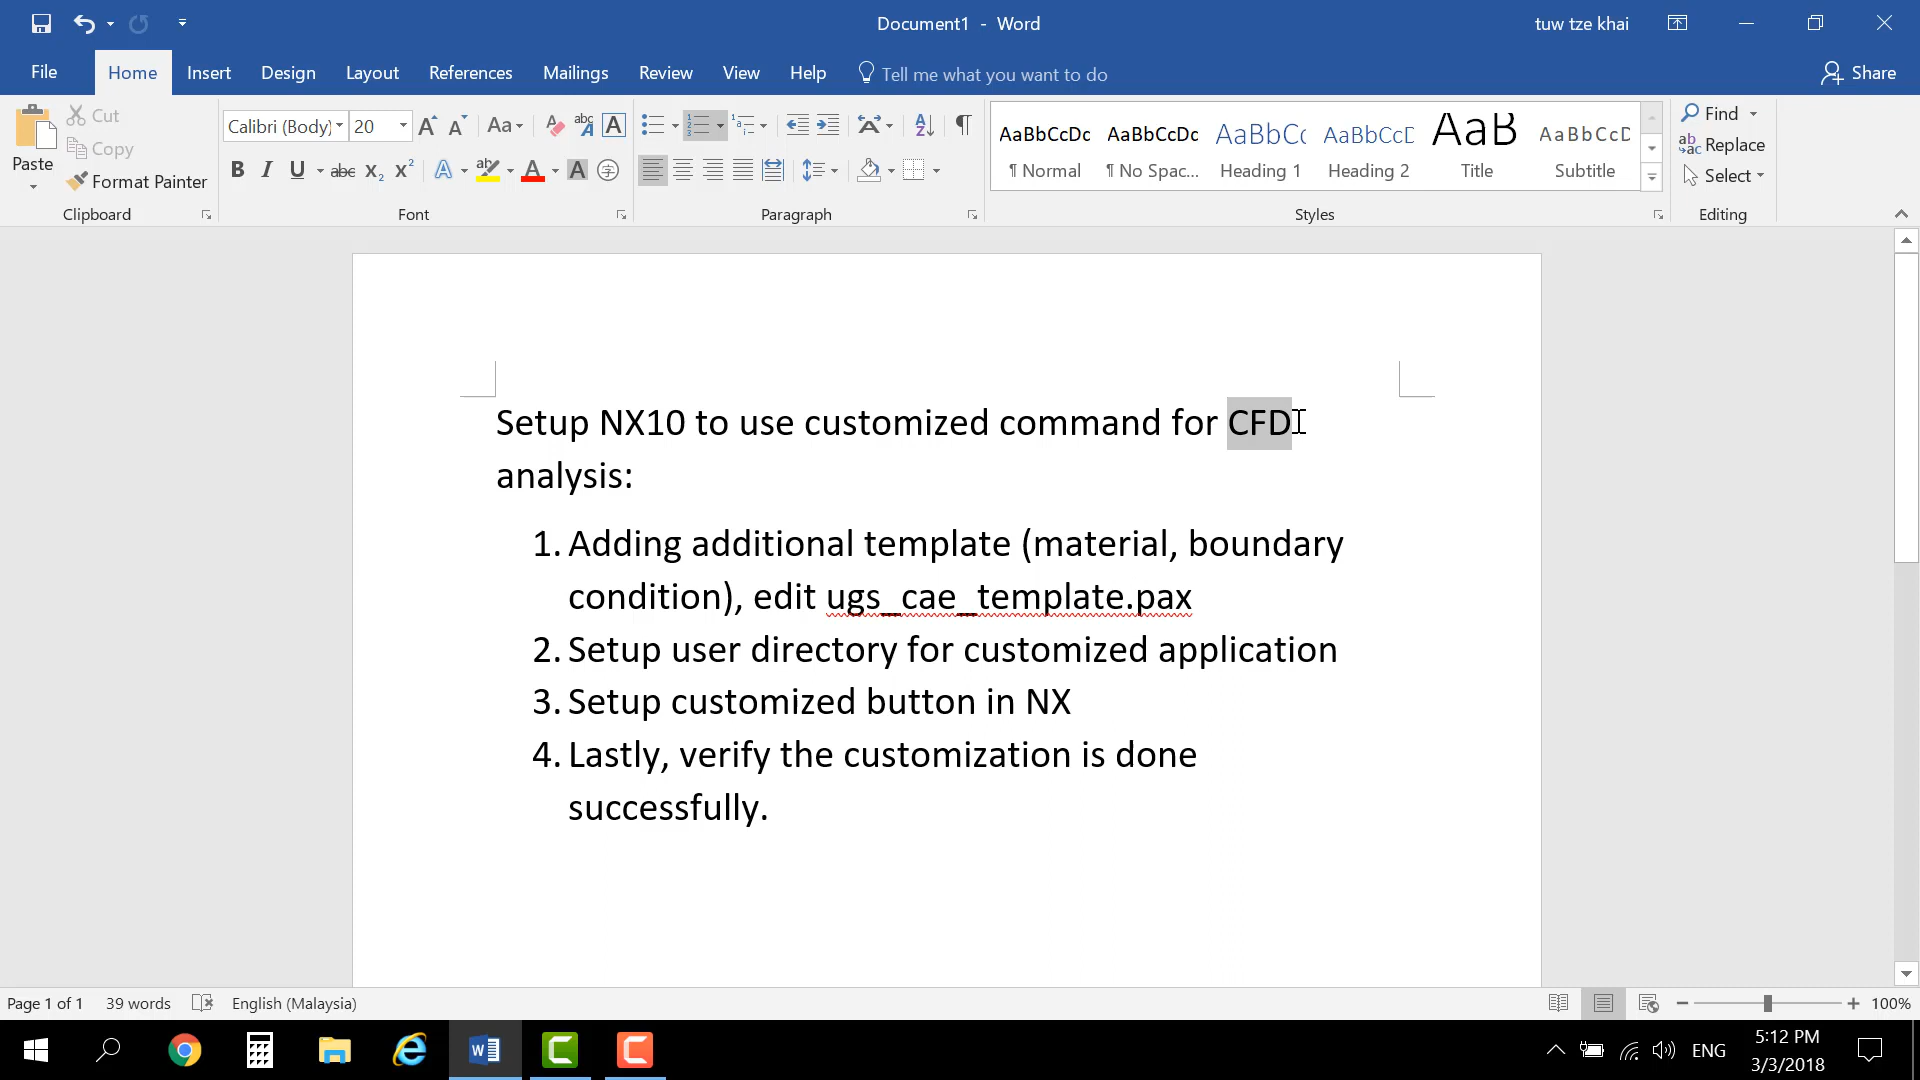 Document1 - Word
tuw tze khai
File Home Insert Design Layout References Mailings Review View Help Tell me what you want to do Share
Cut
Copy
Paste
Format Painter
Clipboard
Calibri (Body) 20
Font
Paragraph
AaBbCcDc AaBbCcDc AaBbCc AaBbCcD AaB AaBbCcD
¶ Normal ¶ No Spac... Heading 1 Heading 2 Title Subtitle
Styles
Find
Replace
Select
Editing
Setup NX10 to use customized command for CFD
analysis:
1. Adding additional template (material, boundary
condition), edit ugs_cae_template.pax
2. Setup user directory for customized application
3. Setup customized button in NX
4. Lastly, verify the customization is done
successfully.
Page 1 of 1 39 words English (Malaysia) 100%
ENG
5:12 PM
3/3/2018